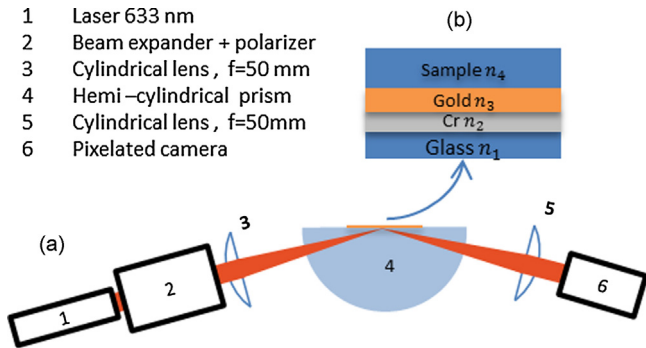 1 Laser 633 nm
2 Beam expander + polarizer
3 Cylindrical lens , f=50 mm
4 Hemi –cylindrical prism
5 Cylindrical lens , f=50mm
6 Pixelated camera
(b)
Sample n₄
Gold n₃
Cr n₂
Glass n₁
(a)
3
5
4
2
1
6